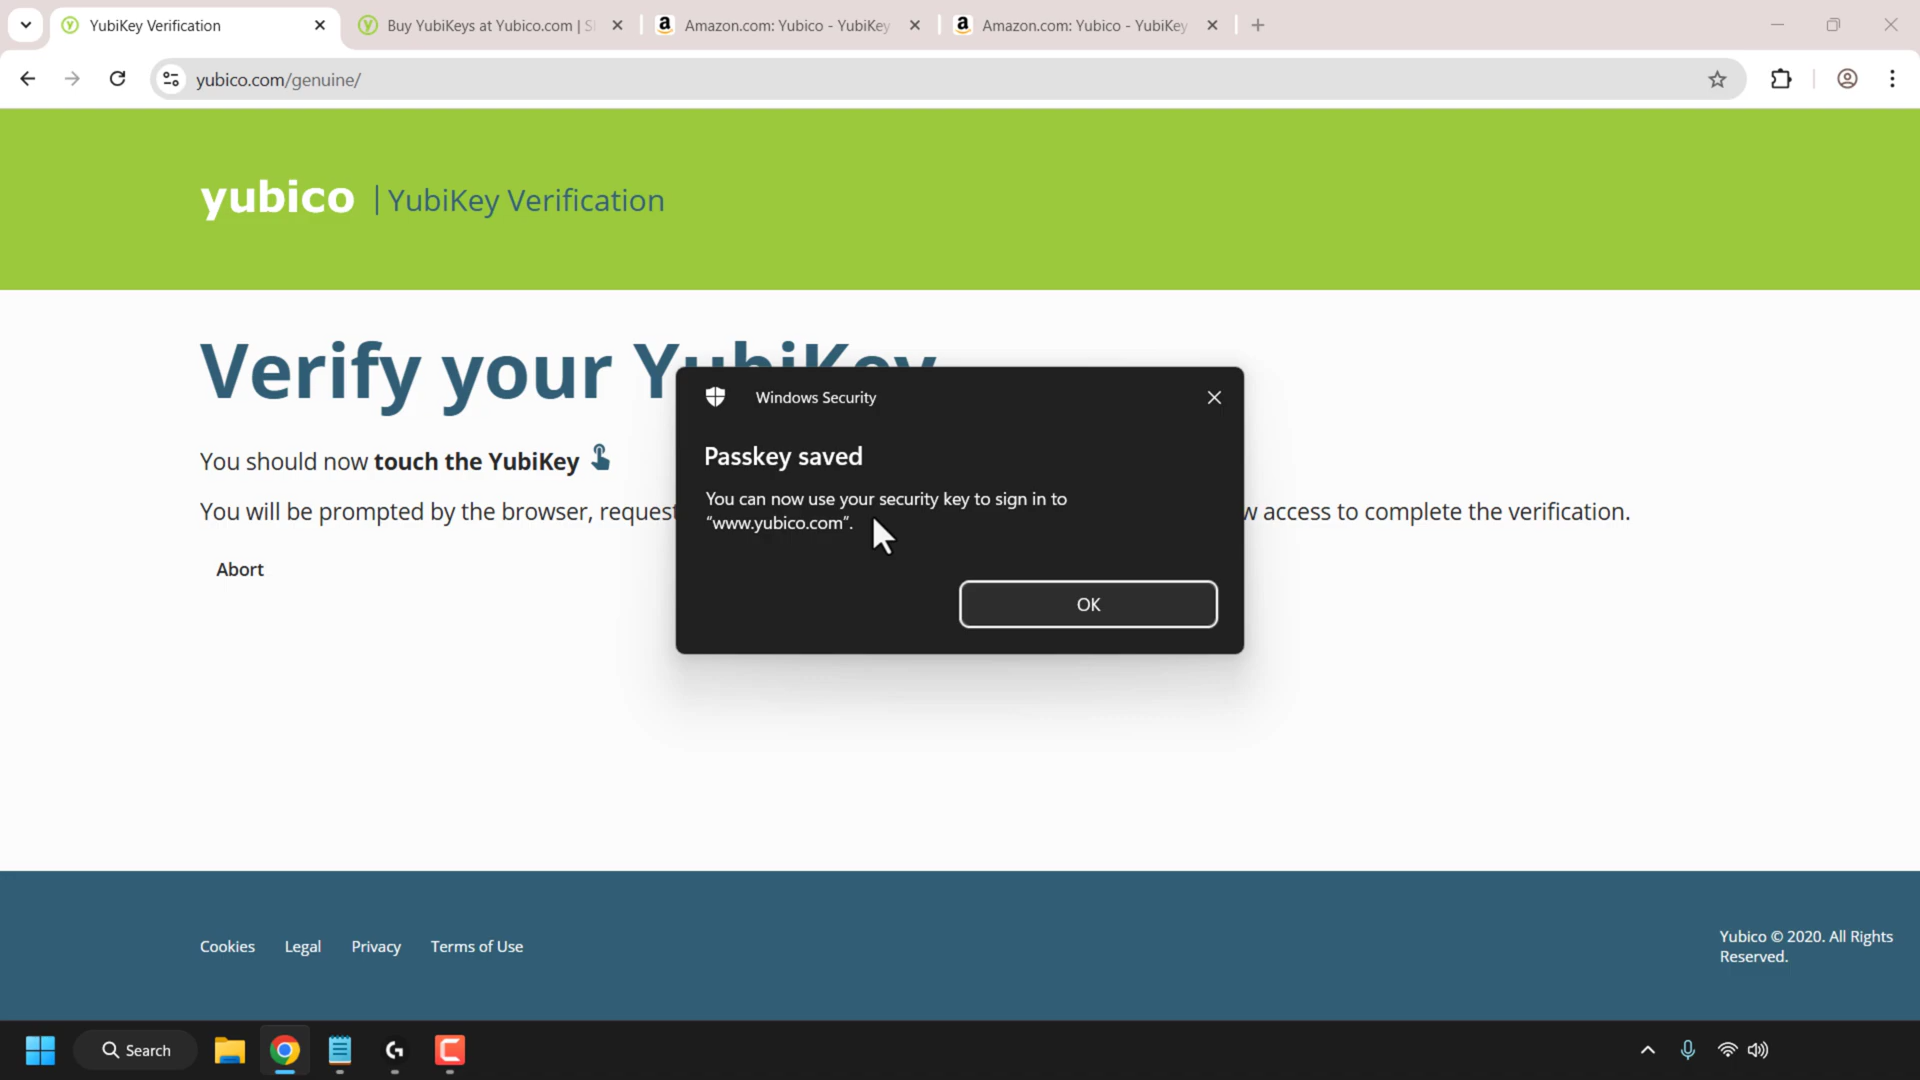 YubiKey Verification
Buy YubiKeys at Yubico.com | S
Amazon.com: Yubico - YubiKey
Amazon.com: Yubico - YubiKey
yubico.com/genuine/
yubico | YubiKey Verification
Verify your YubiKey
You should now touch the YubiKey
You will be prompted by the browser, request
w access to complete the verification.
Abort
Windows Security
Passkey saved
You can now use your security key to sign in to
“www.yubico.com”.
OK
Cookies Legal Privacy Terms of Use
Yubico © 2020. All Rights
Reserved.
Search